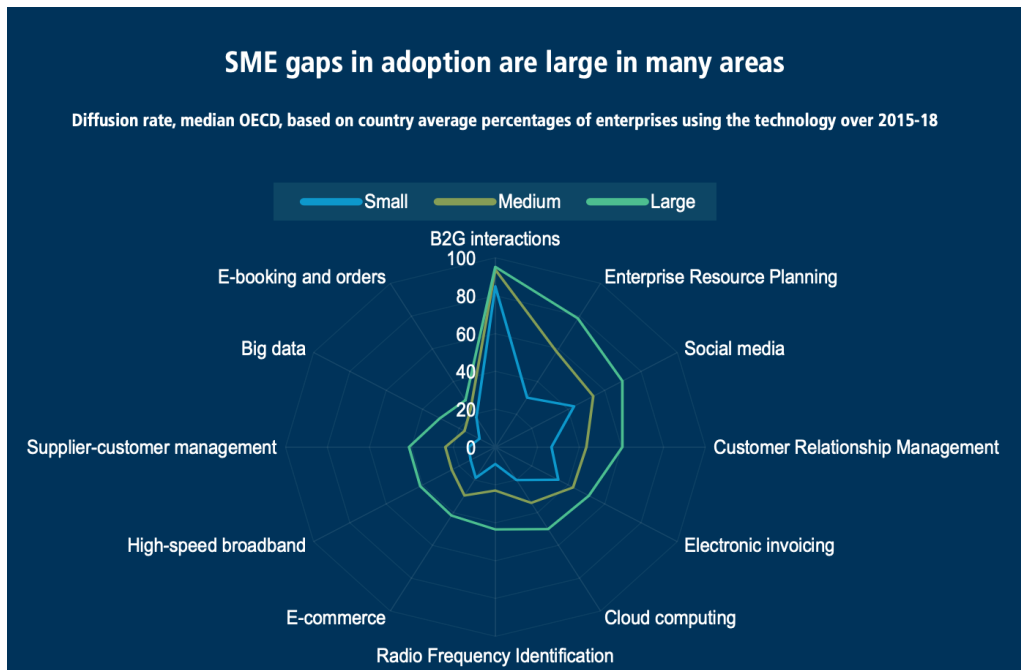 SME gaps in adoption are large in many areas
Diffusion rate, median OECD, based on country average percentages of enterprises using the technology over 2015-18
Small Medium Large
B2G interactions
100
E-booking and orders
Enterprise Resource Planning
80
60
Big data
Social media
40
20
Supplier-customer management
0
Customer Relationship Management
High-speed broadband
Electronic invoicing
E-commerce
Cloud computing
Radio Frequency Identification